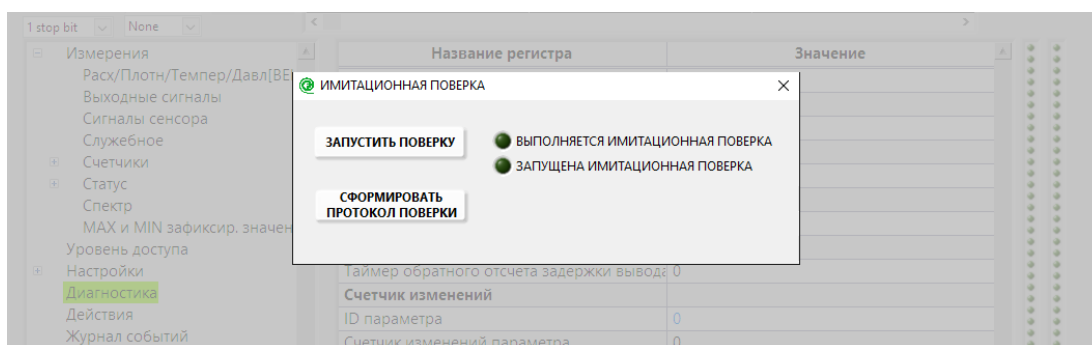 1 stop bit
None
Измерения
Название регистра
Значение
Расх/Плотн/Темпер/Давл[ВЕ
ИМИТАЦИОННАЯ ПОВЕРКА
Выходные сигналы
Сигналы сенсора
Служебное
ЗАПУСТИТЬ ПОВЕРКУ
ВЫПОЛНЯЕТСЯ ИМИТАЦИОННАЯ ПОВЕРКА
Счетчики
ЗАПУЩЕНА ИМИТАЦИОННАЯ ПОВЕРКА
Статус
СФОРМИРОВАТЬ
ПРОТОКОЛ ПОВЕРКИ
Спектр
MAX и MIN зафиксир. значен
Уровень доступа
Настройки
Таймер обратного отсчета задержки вывода 0
Диагностика
Счетчик изменений
Действия
ID параметра 0
Журнал событий
Счетчик изменений параметра 0